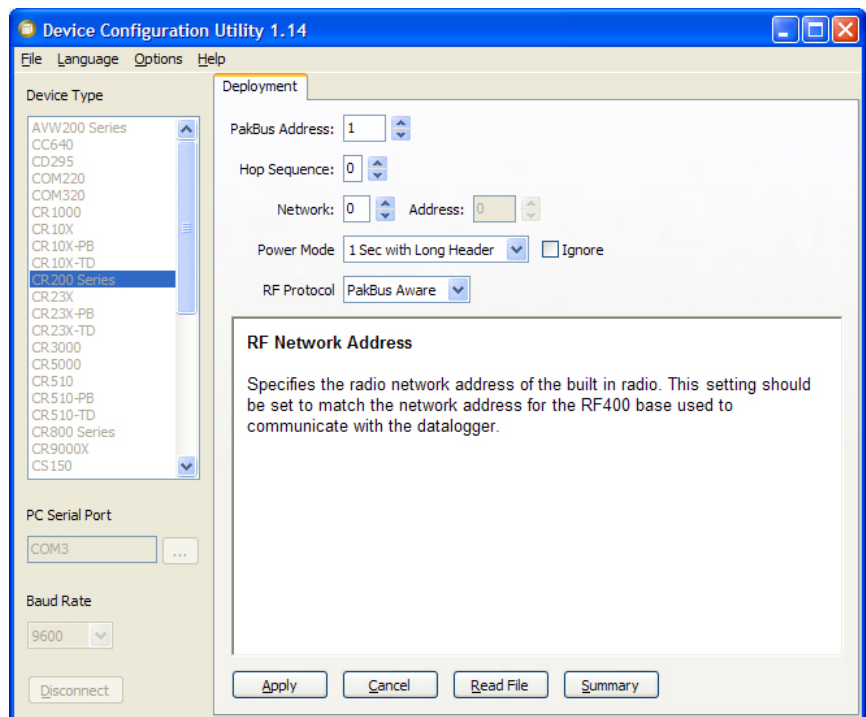 Device Configuration Utility 1.14
File Language Options Help
Device Type
AVW200 Series
CC640
CD295
COM220
COM320
CR1000
CR10X
CR10X-PB
CR10X-TD
CR200 Series
CR23X
CR23X-PB
CR23X-TD
CR3000
CR5000
CR510
CR510-PB
CR510-TD
CR800 Series
CR9000X
CS150
PC Serial Port
COM3 ...
Baud Rate
9600
Disconnect
Deployment
PakBus Address: 1
Hop Sequence: 0
Network: 0 Address: 0
Power Mode 1 Sec with Long Header Ignore
RF Protocol PakBus Aware
RF Network Address
Specifies the radio network address of the built in radio. This setting should
be set to match the network address for the RF400 base used to
communicate with the datalogger.
Apply Cancel Read File Summary